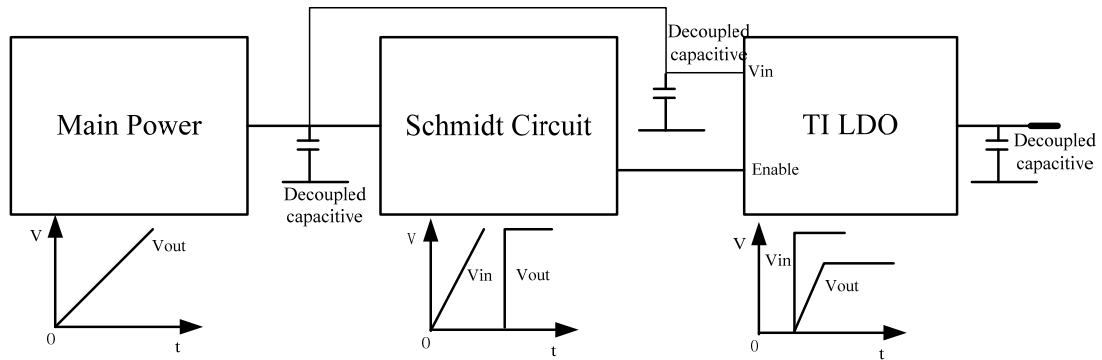 Decoupled
capacitive
Vin
Main Power
Schmidt Circuit
TI LDO
Decoupled
capacitive
Enable
Decoupled
capacitive
V
Vout
0
t
V
Vin
Vout
0
t
V
Vin
Vout
0
t